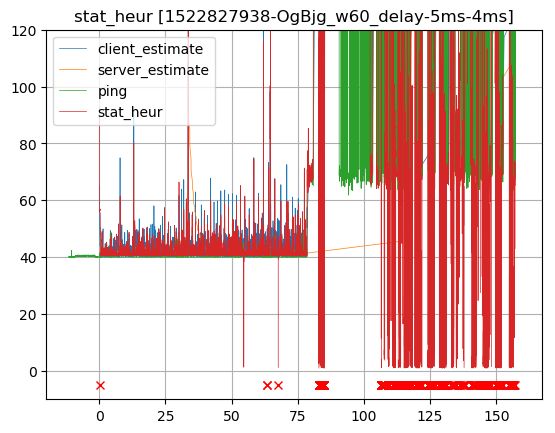 stat_heur [1522827938-OgBjg_w60_delay-5ms-4ms]
client_estimate
server_estimate
ping
stat_heur
120
100
80
60
40
20
0
0 25 50 75 100 125 150